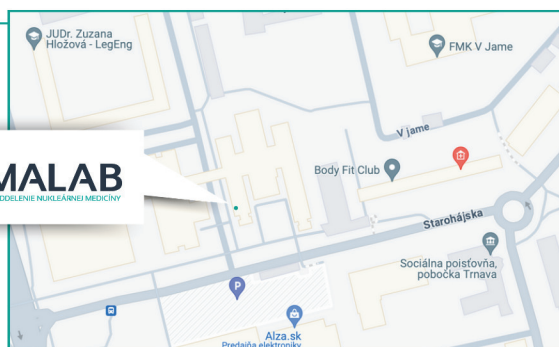 JUDr. Zuzana
Hložová - LegEng
FMK V Jame
V jame
MALAB
ODDELENIE NUKLEÁRNEJ MEDICÍNY
Body Fit Club
Starohájska
Sociálna poisťovňa,
pobočka Trnava
P
Alza.sk
Predajňa elektroniky